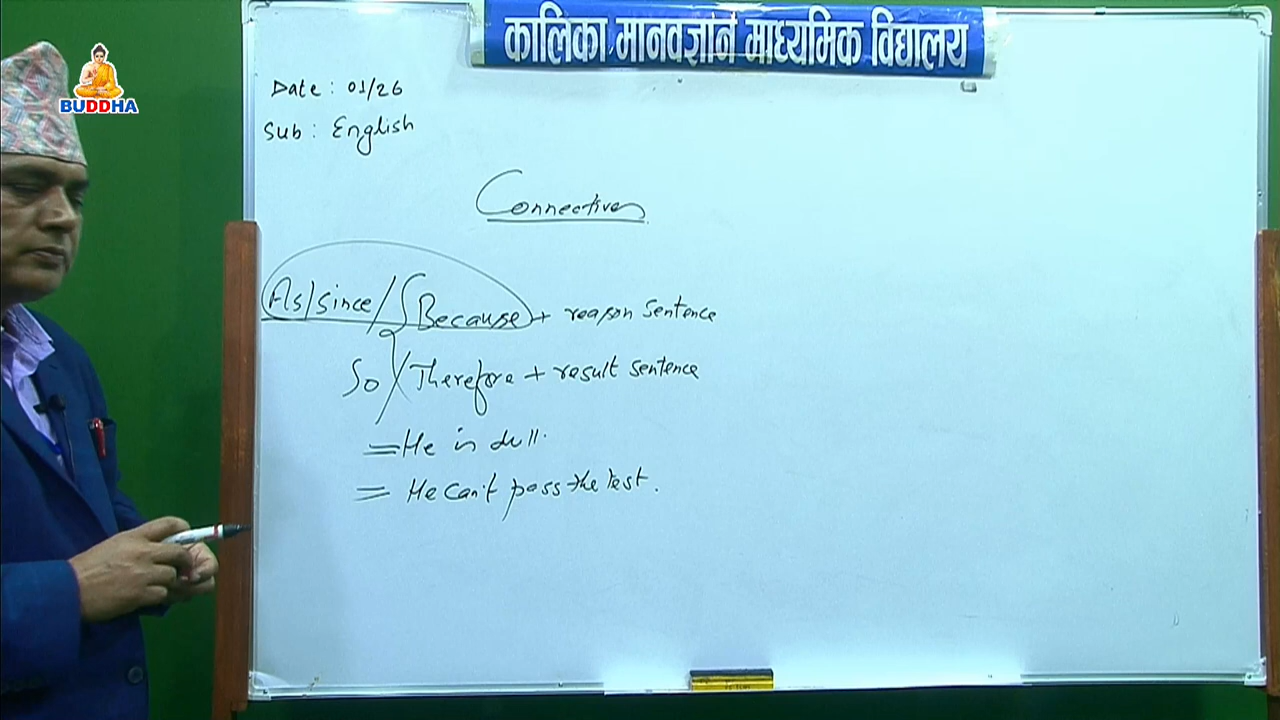 कालिका मानवज्ञान माध्यमिक विद्यालय
BUDDHA
Date : 01/26
Sub : English
Connectives
As/since/Because + reason sentence
So/Therefore + result sentence
= He is dull.
= He can't pass the test.